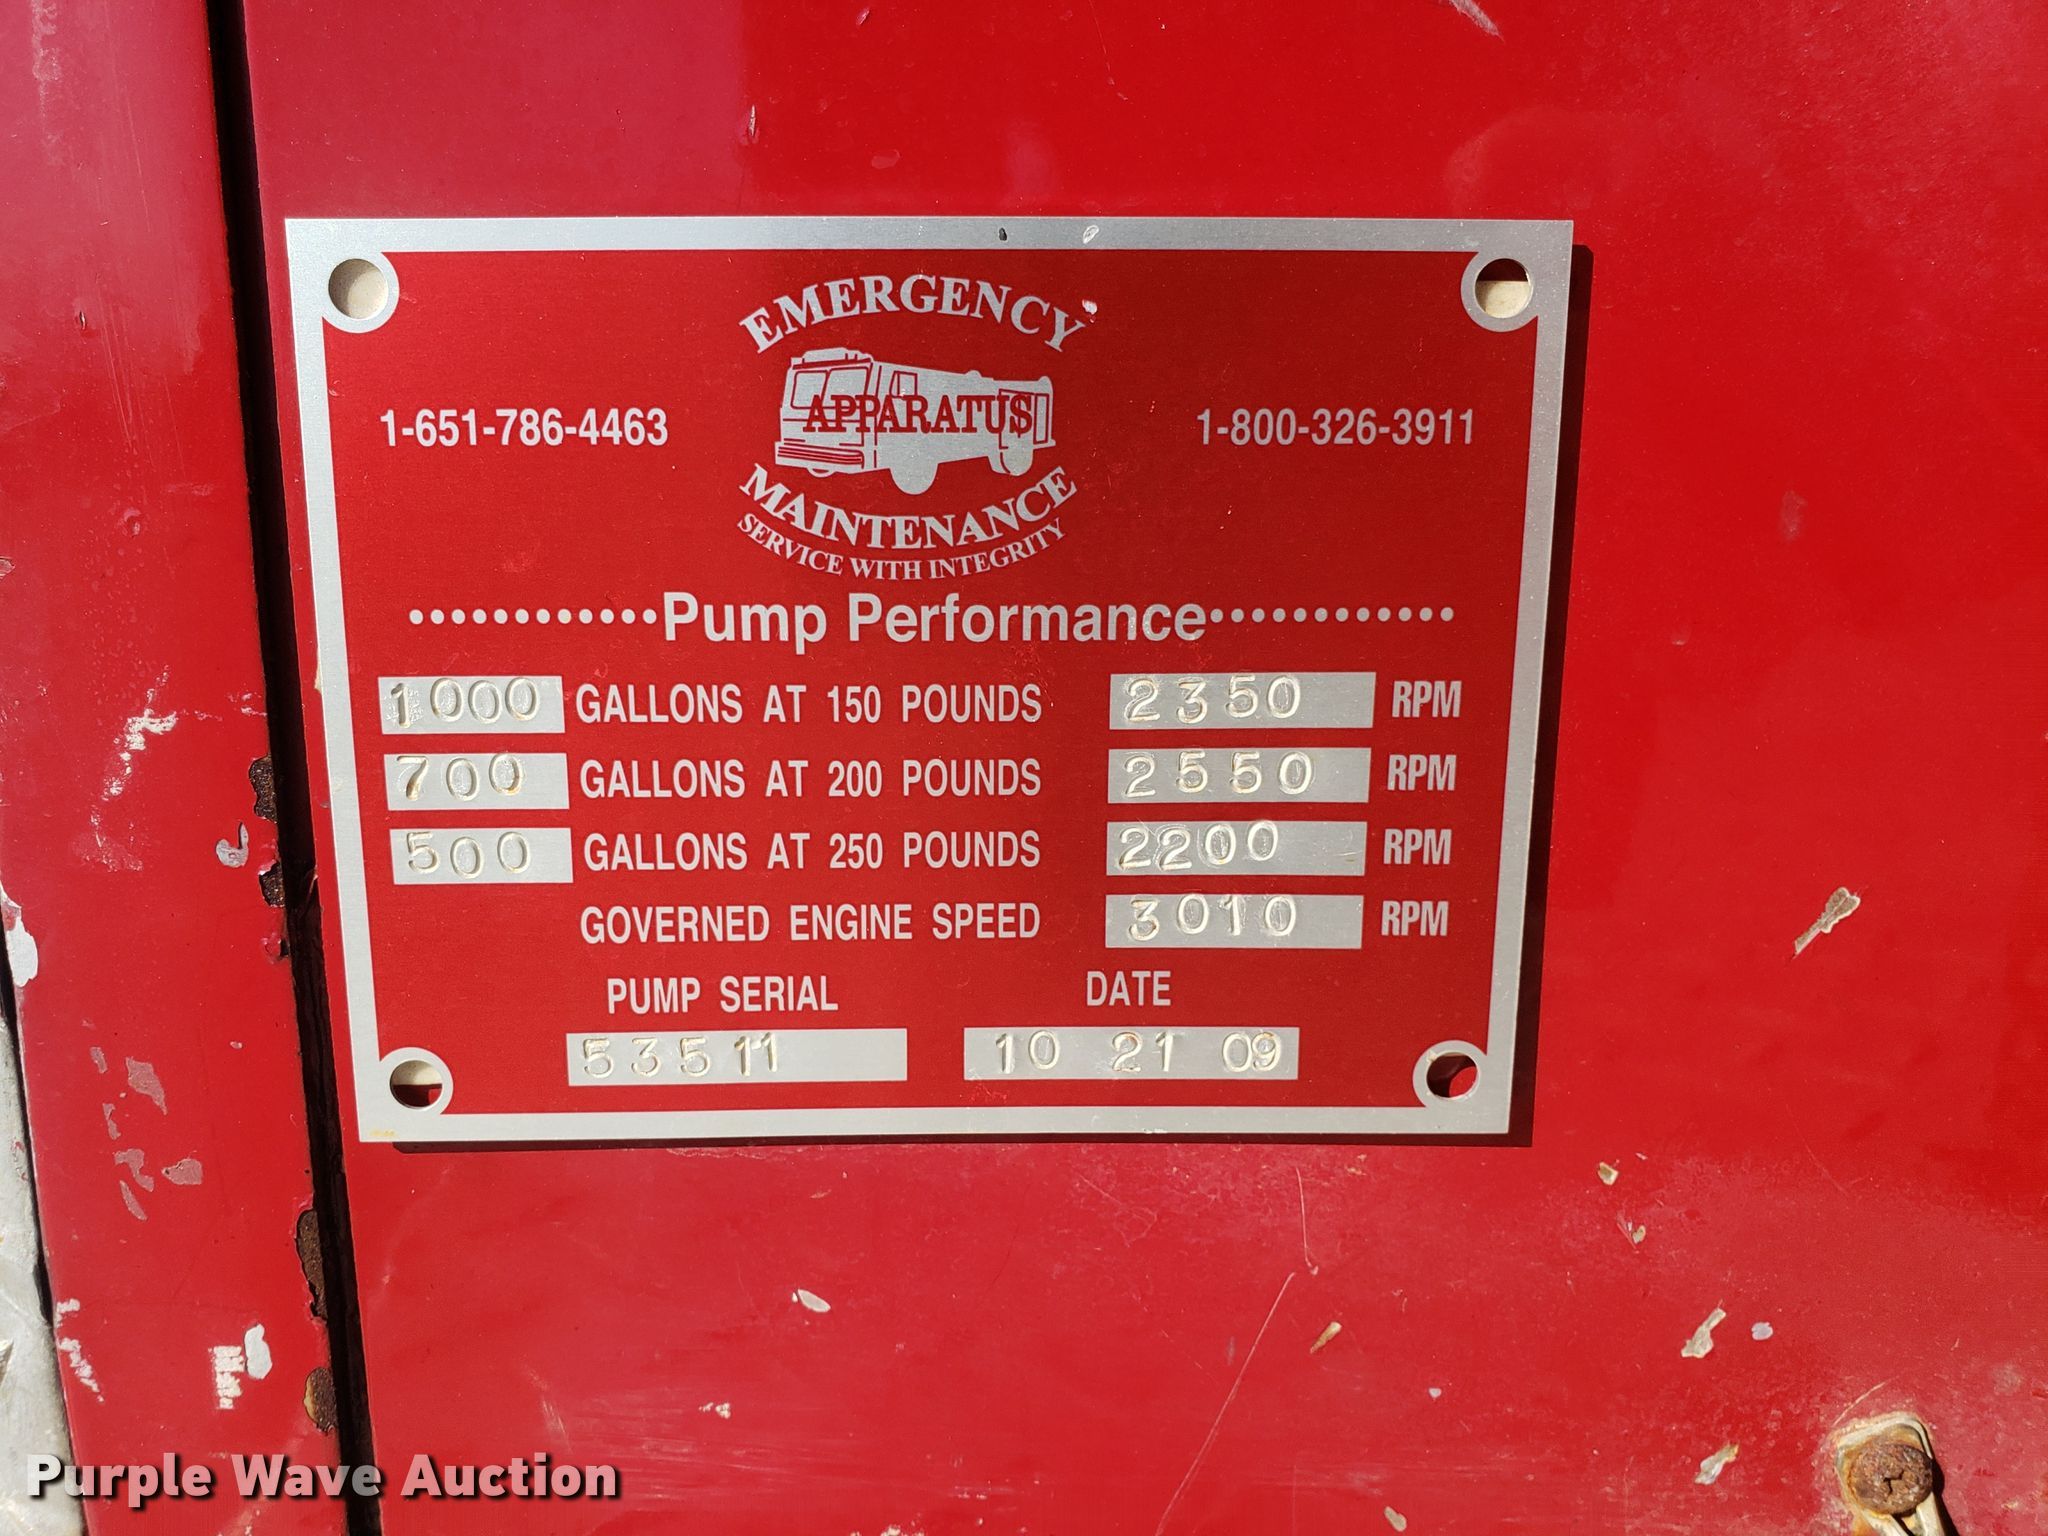 EMERGENCY
1-651-786-4463 APPARATUS 1-800-326-3911
MAINTENANCE
SERVICE WITH INTEGRITY
············Pump Performance············
1000 GALLONS AT 150 POUNDS 2350 RPM
700 GALLONS AT 200 POUNDS 2550 RPM
500 GALLONS AT 250 POUNDS 2200 RPM
GOVERNED ENGINE SPEED 3010 RPM
PUMP SERIAL DATE
53511 10 21 09
Purple Wave Auction